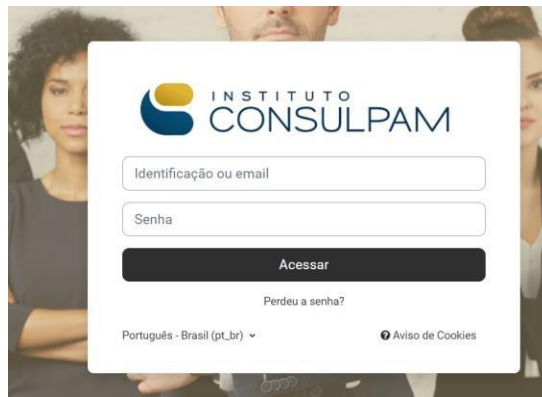 INSTITUTO
CONSULPAM
Identificação ou email
Senha
Acessar
Perdeu a senha?
Português - Brasil (pt_br)
Aviso de Cookies